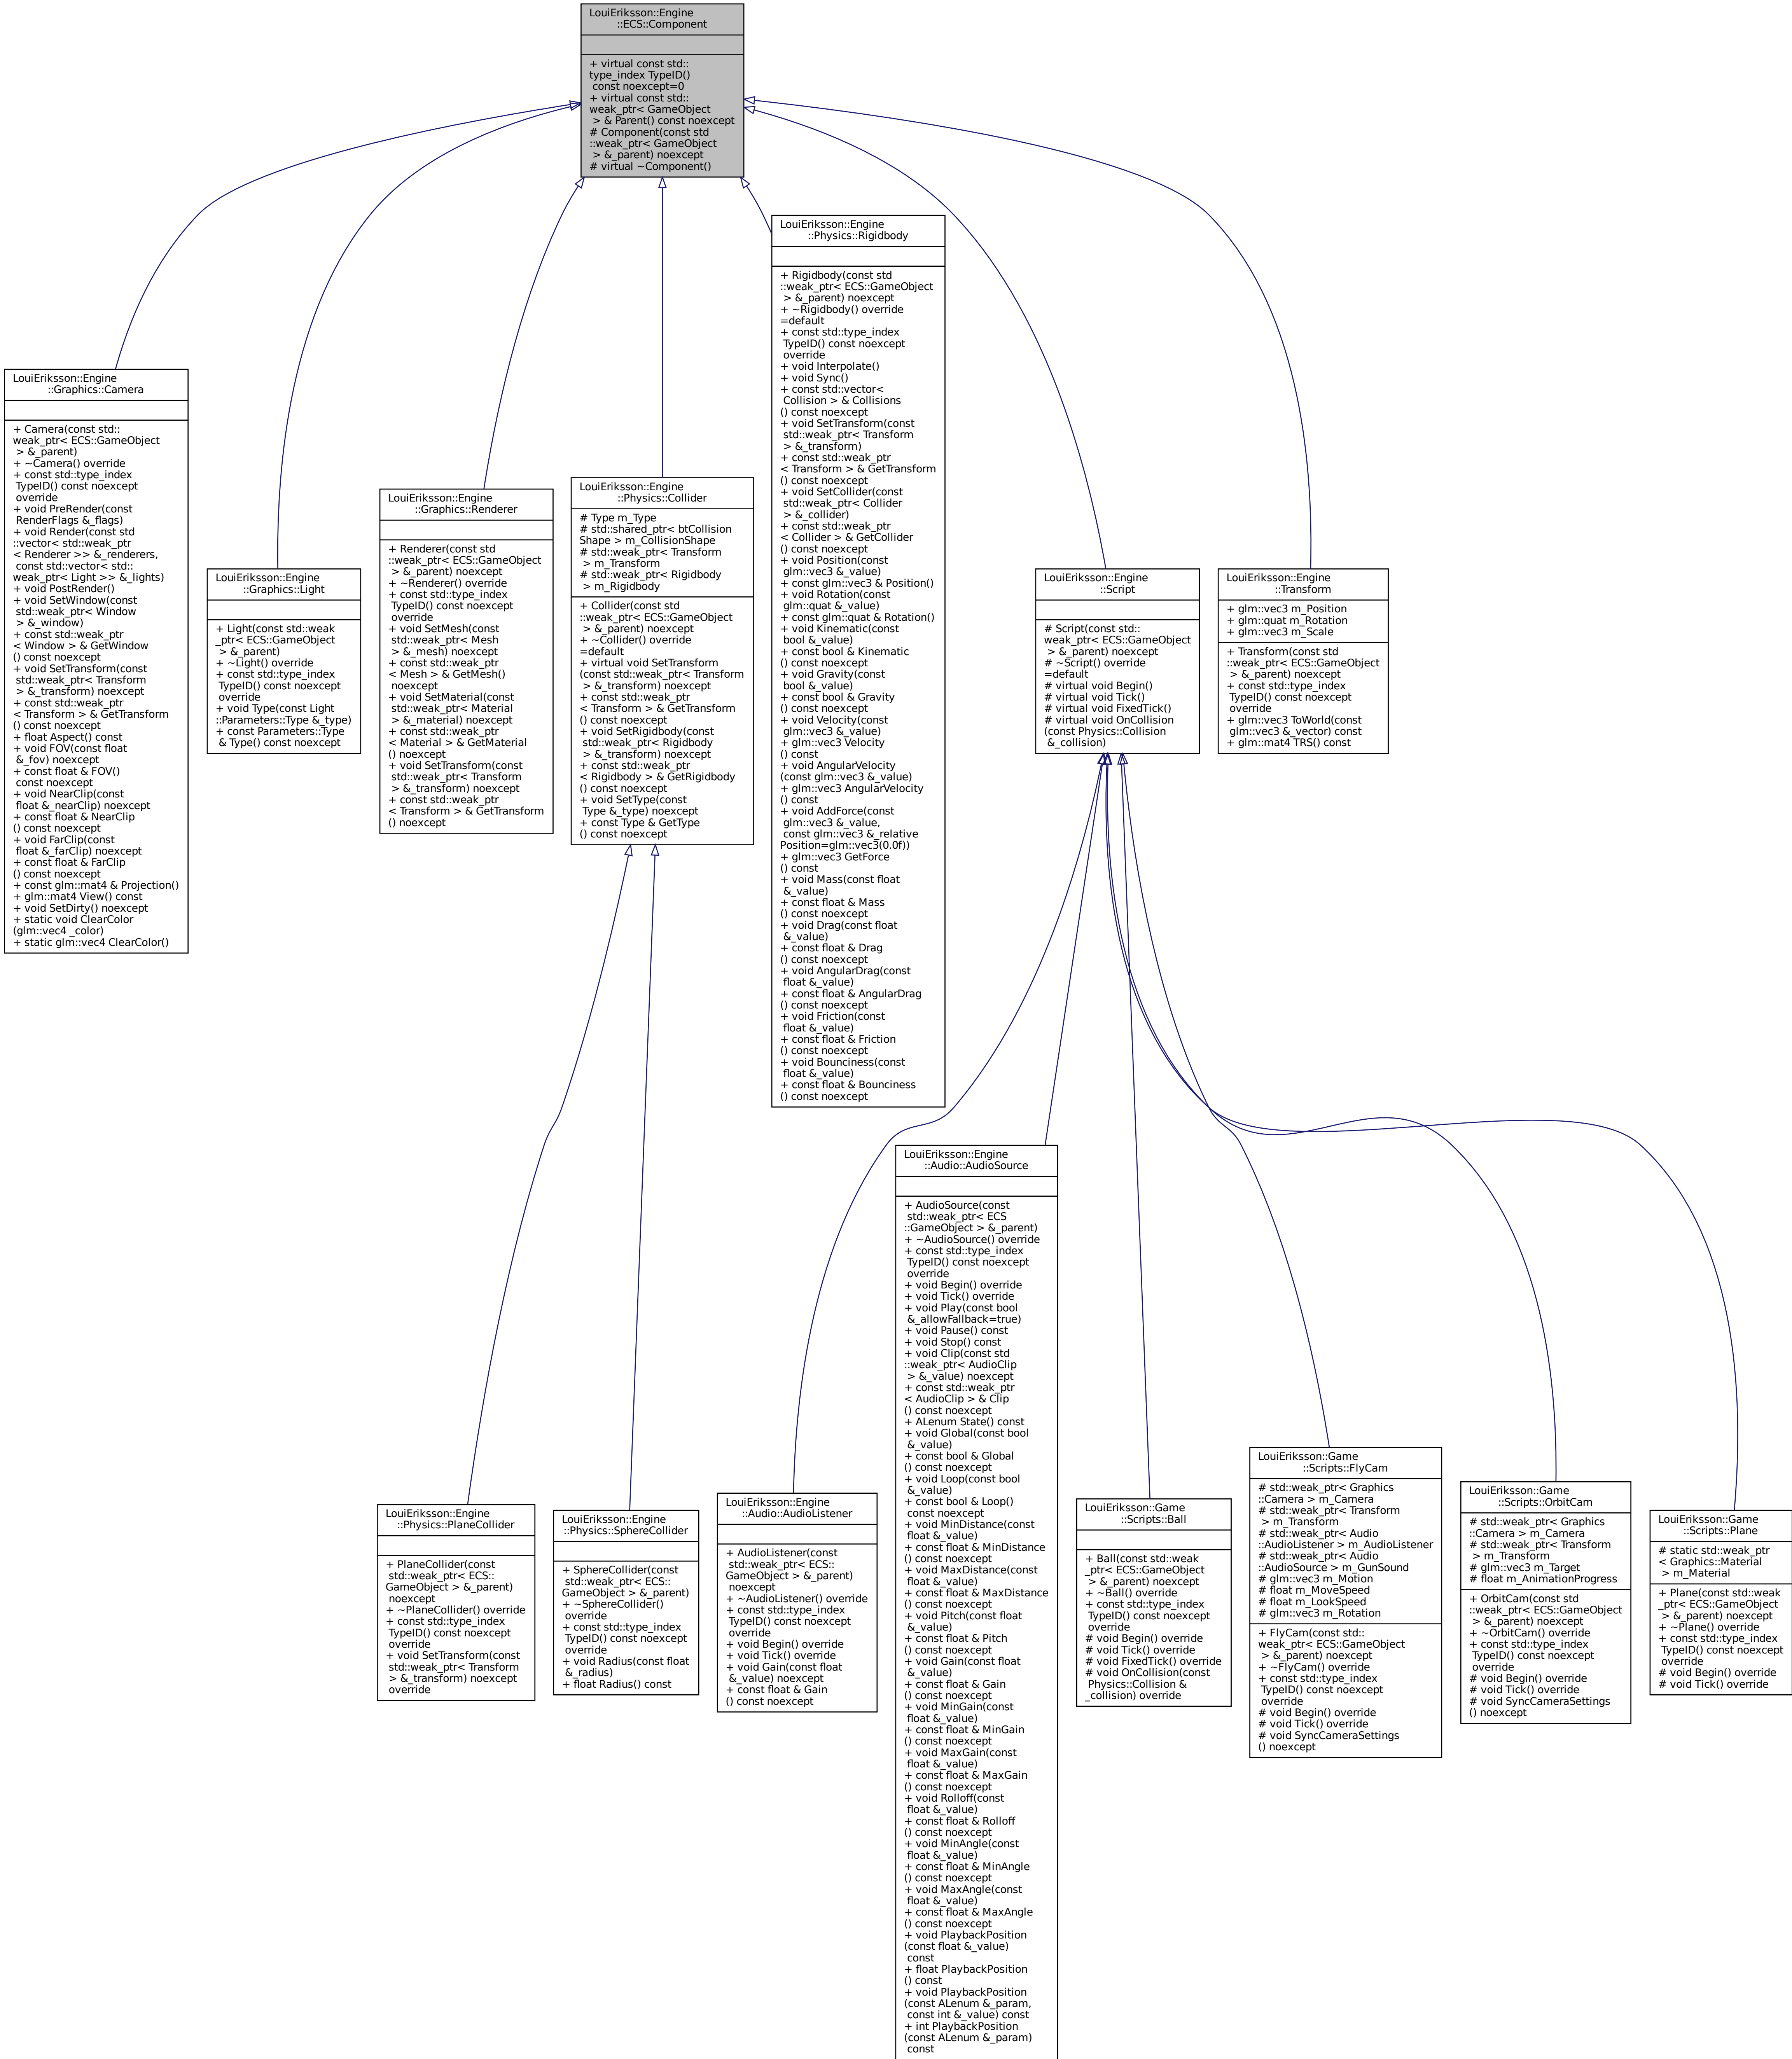 LouiEriksson::Engine
::ECS::Component
+ virtual const std::
type_index TypeID()
const noexcept=0
+ virtual const std::
weak_ptr< GameObject
> & Parent() const noexcept
# Component(const std
::weak_ptr< GameObject
> &_parent) noexcept
# virtual ~Component()
LouiEriksson::Engine
::Graphics::Camera
+ Camera(const std::
weak_ptr< ECS::GameObject
> &_parent)
+ ~Camera() override
+ const std::type_index
TypeID() const noexcept
override
+ void PreRender(const
RenderFlags &_flags)
+ void Render(const std
::vector< std::weak_ptr
< Renderer >> &_renderers,
const std::vector< std::
weak_ptr< Light >> &_lights)
+ void PostRender()
+ void SetWindow(const
std::weak_ptr< Window
> &_window)
+ const std::weak_ptr
< Window > & GetWindow
() const noexcept
+ void SetTransform(const
std::weak_ptr< Transform
> &_transform) noexcept
+ const std::weak_ptr
< Transform > & GetTransform
() const noexcept
+ float Aspect() const
+ void FOV(const float
&_fov) noexcept
+ const float & FOV()
const noexcept
+ void NearClip(const
float &_nearClip) noexcept
+ const float & NearClip
() const noexcept
+ void FarClip(const
float &_farClip) noexcept
+ const float & FarClip
() const noexcept
+ const glm::mat4 & Projection()
+ glm::mat4 View() const
+ void SetDirty() noexcept
+ static void ClearColor
(glm::vec4 _color)
+ static glm::vec4 ClearColor()
LouiEriksson::Engine
::Graphics::Light
+ Light(const std::weak
_ptr< ECS::GameObject
> &_parent)
+ ~Light() override
+ const std::type_index
TypeID() const noexcept
override
+ void Type(const Light
::Parameters::Type &_type)
+ const Parameters::Type
& Type() const noexcept
LouiEriksson::Engine
::Graphics::Renderer
+ Renderer(const std
::weak_ptr< ECS::GameObject
> &_parent) noexcept
+ ~Renderer() override
+ const std::type_index
TypeID() const noexcept
override
+ void SetMesh(const
std::weak_ptr< Mesh
> &_mesh) noexcept
+ const std::weak_ptr
< Mesh > & GetMesh()
noexcept
+ void SetMaterial(const
std::weak_ptr< Material
> &_material) noexcept
+ const std::weak_ptr
< Material > & GetMaterial
() noexcept
+ void SetTransform(const
std::weak_ptr< Transform
> &_transform) noexcept
+ const std::weak_ptr
< Transform > & GetTransform
() noexcept
LouiEriksson::Engine
::Physics::Collider
# Type m_Type
# std::shared_ptr< btCollision
Shape > m_CollisionShape
# std::weak_ptr< Transform
> m_Transform
# std::weak_ptr< Rigidbody
> m_Rigidbody
+ Collider(const std
::weak_ptr< ECS::GameObject
> &_parent) noexcept
+ ~Collider() override
=default
+ virtual void SetTransform
(const std::weak_ptr< Transform
> &_transform) noexcept
+ const std::weak_ptr
< Transform > & GetTransform
() const noexcept
+ void SetRigidbody(const
std::weak_ptr< Rigidbody
> &_transform) noexcept
+ const std::weak_ptr
< Rigidbody > & GetRigidbody
() const noexcept
+ void SetType(const
Type &_type) noexcept
+ const Type & GetType
() const noexcept
LouiEriksson::Engine
::Physics::Rigidbody
+ Rigidbody(const std
::weak_ptr< ECS::GameObject
> &_parent) noexcept
+ ~Rigidbody() override
=default
+ const std::type_index
TypeID() const noexcept
override
+ void Interpolate()
+ void Sync()
+ const std::vector<
Collision > & Collisions
() const noexcept
+ void SetTransform(const
std::weak_ptr< Transform
> &_transform)
+ const std::weak_ptr
< Transform > & GetTransform
() const noexcept
+ void SetCollider(const
std::weak_ptr< Collider
> &_collider)
+ const std::weak_ptr
< Collider > & GetCollider
() const noexcept
+ void Position(const
glm::vec3 &_value)
+ const glm::vec3 & Position()
+ void Rotation(const
glm::quat &_value)
+ const glm::quat & Rotation()
+ void Kinematic(const
bool &_value)
+ const bool & Kinematic
() const noexcept
+ void Gravity(const
bool &_value)
+ const bool & Gravity
() const noexcept
+ void Velocity(const
glm::vec3 &_value)
+ glm::vec3 Velocity
() const
+ void AngularVelocity
(const glm::vec3 &_value)
+ glm::vec3 AngularVelocity
() const
+ void AddForce(const
glm::vec3 &_value,
const glm::vec3 &_relative
Position=glm::vec3(0.0f))
+ glm::vec3 GetForce
() const
+ void Mass(const float
&_value)
+ const float & Mass
() const noexcept
+ void Drag(const float
&_value)
+ const float & Drag
() const noexcept
+ void AngularDrag(const
float &_value)
+ const float & AngularDrag
() const noexcept
+ void Friction(const
float &_value)
+ const float & Friction
() const noexcept
+ void Bounciness(const
float &_value)
+ const float & Bounciness
() const noexcept
LouiEriksson::Engine
::Script
# Script(const std::
weak_ptr< ECS::GameObject
> &_parent) noexcept
# ~Script() override
=default
# virtual void Begin()
# virtual void Tick()
# virtual void FixedTick()
# virtual void OnCollision
(const Physics::Collision
&_collision)
LouiEriksson::Engine
::Transform
+ glm::vec3 m_Position
+ glm::quat m_Rotation
+ glm::vec3 m_Scale
+ Transform(const std
::weak_ptr< ECS::GameObject
> &_parent) noexcept
+ const std::type_index
TypeID() const noexcept
override
+ glm::vec3 ToWorld(const
glm::vec3 &_vector) const
+ glm::mat4 TRS() const
LouiEriksson::Engine
::Physics::PlaneCollider
+ PlaneCollider(const
std::weak_ptr< ECS::
GameObject > &_parent)
noexcept
+ ~PlaneCollider() override
+ const std::type_index
TypeID() const noexcept
override
+ void SetTransform(const
std::weak_ptr< Transform
> &_transform) noexcept
override
LouiEriksson::Engine
::Physics::SphereCollider
+ SphereCollider(const
std::weak_ptr< ECS::
GameObject > &_parent)
+ ~SphereCollider()
override
+ const std::type_index
TypeID() const noexcept
override
+ void Radius(const float
&_radius)
+ float Radius() const
LouiEriksson::Engine
::Audio::AudioListener
+ AudioListener(const
std::weak_ptr< ECS::
GameObject > &_parent)
noexcept
+ ~AudioListener() override
+ const std::type_index
TypeID() const noexcept
override
+ void Begin() override
+ void Tick() override
+ void Gain(const float
&_value) noexcept
+ const float & Gain
() const noexcept
LouiEriksson::Engine
::Audio::AudioSource
+ AudioSource(const
std::weak_ptr< ECS
::GameObject > &_parent)
+ ~AudioSource() override
+ const std::type_index
TypeID() const noexcept
override
+ void Begin() override
+ void Tick() override
+ void Play(const bool
&_allowFallback=true)
+ void Pause() const
+ void Stop() const
+ void Clip(const std
::weak_ptr< AudioClip
> &_value) noexcept
+ const std::weak_ptr
< AudioClip > & Clip
() const noexcept
+ ALenum State() const
+ void Global(const bool
&_value)
+ const bool & Global
() const noexcept
+ void Loop(const bool
&_value)
+ const bool & Loop()
const noexcept
+ void MinDistance(const
float &_value)
+ const float & MinDistance
() const noexcept
+ void MaxDistance(const
float &_value)
+ const float & MaxDistance
() const noexcept
+ void Pitch(const float
&_value)
+ const float & Pitch
() const noexcept
+ void Gain(const float
&_value)
+ const float & Gain
() const noexcept
+ void MinGain(const
float &_value)
+ const float & MinGain
() const noexcept
+ void MaxGain(const
float &_value)
+ const float & MaxGain
() const noexcept
+ void Rolloff(const
float &_value)
+ const float & Rolloff
() const noexcept
+ void MinAngle(const
float &_value)
+ const float & MinAngle
() const noexcept
+ void MaxAngle(const
float &_value)
+ const float & MaxAngle
() const noexcept
+ void PlaybackPosition
(const float &_value)
const
+ float PlaybackPosition
() const
+ void PlaybackPosition
(const ALenum &_param,
const int &_value) const
+ int PlaybackPosition
(const ALenum &_param)
const
LouiEriksson::Game
::Scripts::Ball
+ Ball(const std::weak
_ptr< ECS::GameObject
> &_parent) noexcept
+ ~Ball() override
+ const std::type_index
TypeID() const noexcept
override
# void Begin() override
# void Tick() override
# void FixedTick() override
# void OnCollision(const
Physics::Collision &
_collision) override
LouiEriksson::Game
::Scripts::FlyCam
# std::weak_ptr< Graphics
::Camera > m_Camera
# std::weak_ptr< Transform
> m_Transform
# std::weak_ptr< Audio
::AudioListener > m_AudioListener
# std::weak_ptr< Audio
::AudioSource > m_GunSound
# glm::vec3 m_Motion
# float m_MoveSpeed
# float m_LookSpeed
# glm::vec3 m_Rotation
+ FlyCam(const std::
weak_ptr< ECS::GameObject
> &_parent) noexcept
+ ~FlyCam() override
+ const std::type_index
TypeID() const noexcept
override
# void Begin() override
# void Tick() override
# void SyncCameraSettings
() noexcept
LouiEriksson::Game
::Scripts::OrbitCam
# std::weak_ptr< Graphics
::Camera > m_Camera
# std::weak_ptr< Transform
> m_Transform
# glm::vec3 m_Target
# float m_AnimationProgress
+ OrbitCam(const std
::weak_ptr< ECS::GameObject
> &_parent) noexcept
+ ~OrbitCam() override
+ const std::type_index
TypeID() const noexcept
override
# void Begin() override
# void Tick() override
# void SyncCameraSettings
() noexcept
LouiEriksson::Game
::Scripts::Plane
# static std::weak_ptr
< Graphics::Material
> m_Material
+ Plane(const std::weak
_ptr< ECS::GameObject
> &_parent) noexcept
+ ~Plane() override
+ const std::type_index
TypeID() const noexcept
override
# void Begin() override
# void Tick() override